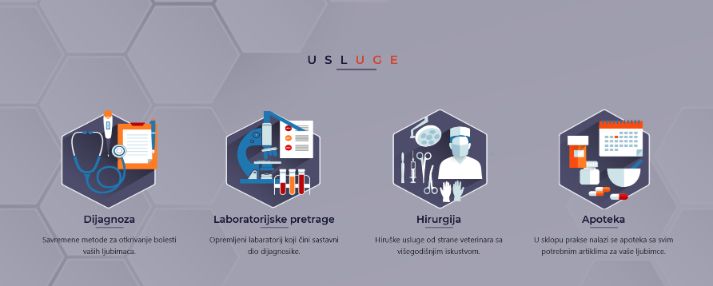 USLUGE
Dijagnoza
Savremene metode za otkrivanje bolesti
vaših ljubimaca.
Laboratorijske pretrage
Opremljeni labaratorij koji čini sastavni
dio dijagnosike.
Hirurgija
Hiruške usluge od strane veterinara sa
višegodišnjim iskustvom.
Apoteka
U sklopu prakse nalazi se apoteka sa svim
potrebnim artiklima za vaše ljubimce.